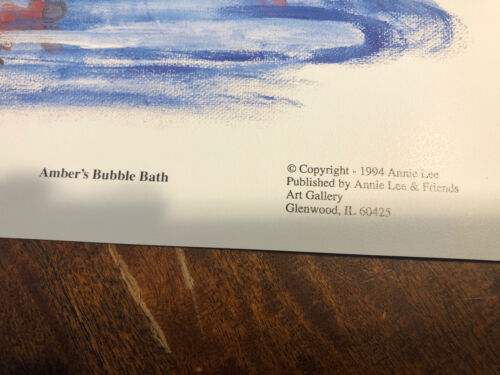 Amber's Bubble Bath
© Copyright - 1994 Annie Lee
Published by Annie Lee & Friends
Art Gallery
Glenwood, IL 60425